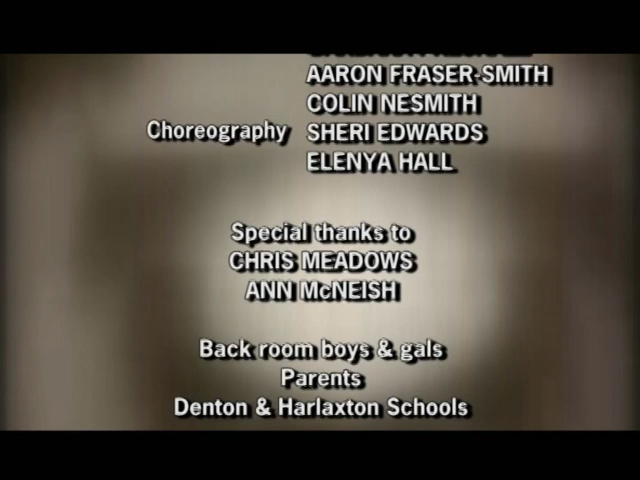 AARON FRASER-SMITH
COLIN NESMITH
Choreography SHERI EDWARDS
ELENYA HALL
Special thanks to
CHRIS MEADOWS
ANN McNEISH
Back room boys & gals
Parents
Denton & Harlaxton Schools